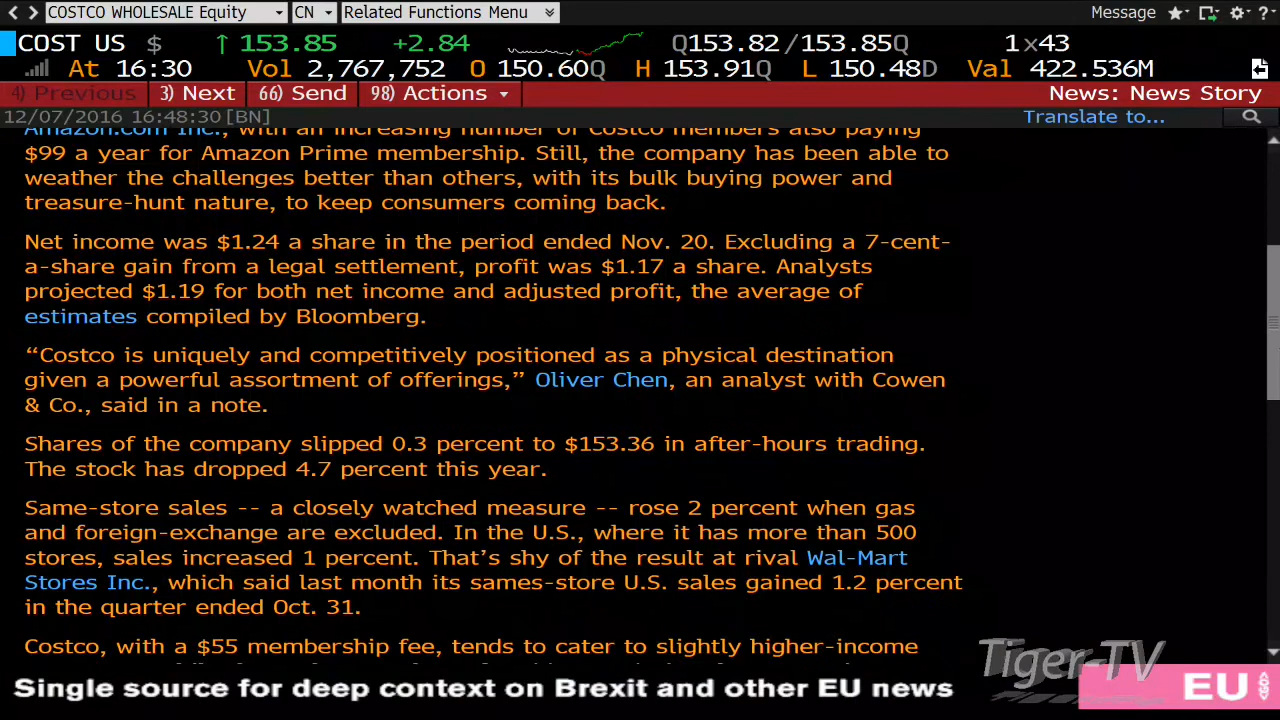 COSTCO WHOLESALE Equity CN Related Functions Menu Message
COST US $ ↑ 153.85 +2.84 Q153.82/153.85Q 1x43
At 16:30 Vol 2,767,752 O 150.60Q H 153.91Q L 150.48D Val 422.536M
4) Previous 3) Next 66) Send 98) Actions News: News Story
12/07/2016 16:48:30 [BN] Translate to...
Amazon.com Inc., with an increasing number of Costco members also paying
$99 a year for Amazon Prime membership. Still, the company has been able to
weather the challenges better than others, with its bulk buying power and
treasure-hunt nature, to keep consumers coming back.
Net income was $1.24 a share in the period ended Nov. 20. Excluding a 7-cent-
a-share gain from a legal settlement, profit was $1.17 a share. Analysts
projected $1.19 for both net income and adjusted profit, the average of
estimates compiled by Bloomberg.
“Costco is uniquely and competitively positioned as a physical destination
given a powerful assortment of offerings,” Oliver Chen, an analyst with Cowen
& Co., said in a note.
Shares of the company slipped 0.3 percent to $153.36 in after-hours trading.
The stock has dropped 4.7 percent this year.
Same-store sales -- a closely watched measure -- rose 2 percent when gas
and foreign-exchange are excluded. In the U.S., where it has more than 500
stores, sales increased 1 percent. That’s shy of the result at rival Wal-Mart
Stores Inc., which said last month its sames-store U.S. sales gained 1.2 percent
in the quarter ended Oct. 31.
Costco, with a $55 membership fee, tends to cater to slightly higher-income
Tiger-TV
Single source for deep context on Brexit and other EU news EU